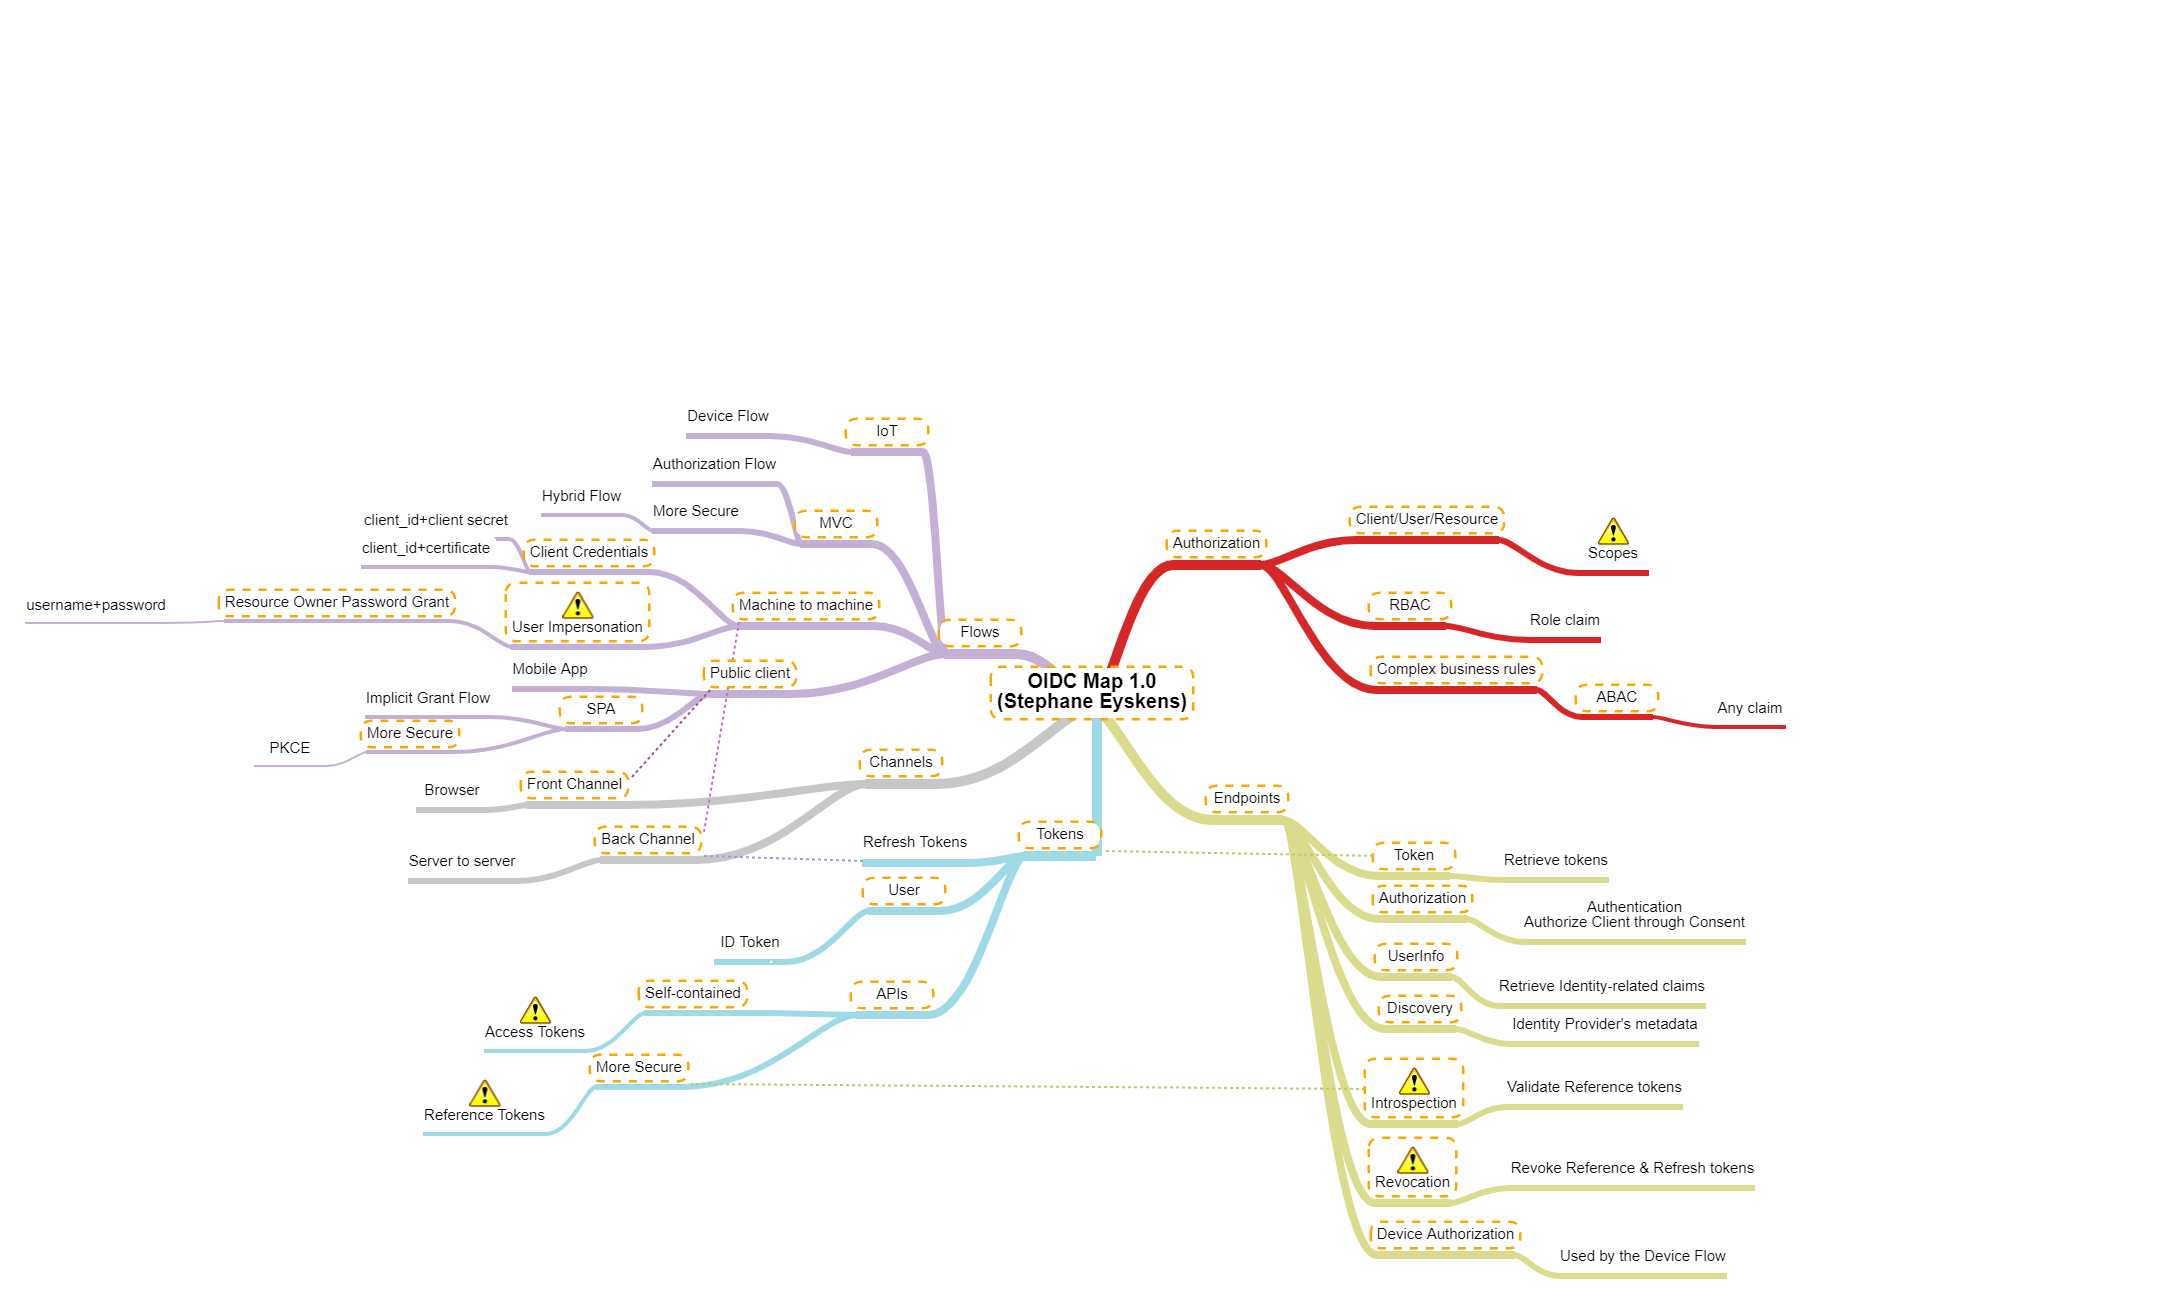 OIDC Map 1.0
(Stephane Eyskens)
Flows
IoT
Device Flow
MVC
Authorization Flow
More Secure
Hybrid Flow
Machine to machine
Client Credentials
client_id+client secret
client_id+certificate
User Impersonation
Resource Owner Password Grant
username+password
Public client
Mobile App
SPA
Implicit Grant Flow
More Secure
PKCE
Channels
Front Channel
Browser
Back Channel
Server to server
Tokens
Refresh Tokens
User
ID Token
APIs
Self-contained
Access Tokens
More Secure
Reference Tokens
Authorization
Client/User/Resource
Scopes
RBAC
Role claim
Complex business rules
ABAC
Any claim
Endpoints
Token
Retrieve tokens
Authorization
Authentication
Authorize Client through Consent
UserInfo
Retrieve Identity-related claims
Discovery
Identity Provider's metadata
Introspection
Validate Reference tokens
Revocation
Revoke Reference & Refresh tokens
Device Authorization
Used by the Device Flow